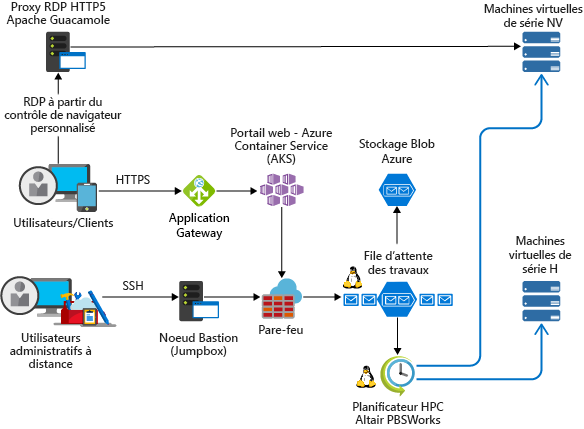 Proxy RDP HTTP5
Apache Guacamole
Machines virtuelles
de série NV
RDP à partir du
contrôle de navigateur
personnalisé
Portail web - Azure
Container Service
(AKS)
Stockage Blob
Azure
HTTPS
Utilisateurs/Clients
Application
Gateway
File d'attente
des travaux
Machines
virtuelles de
série H
SSH
Utilisateurs
administratifs à
distance
Noeud Bastion
(Jumpbox)
Pare-feu
Planificateur HPC
Altair PBSWorks